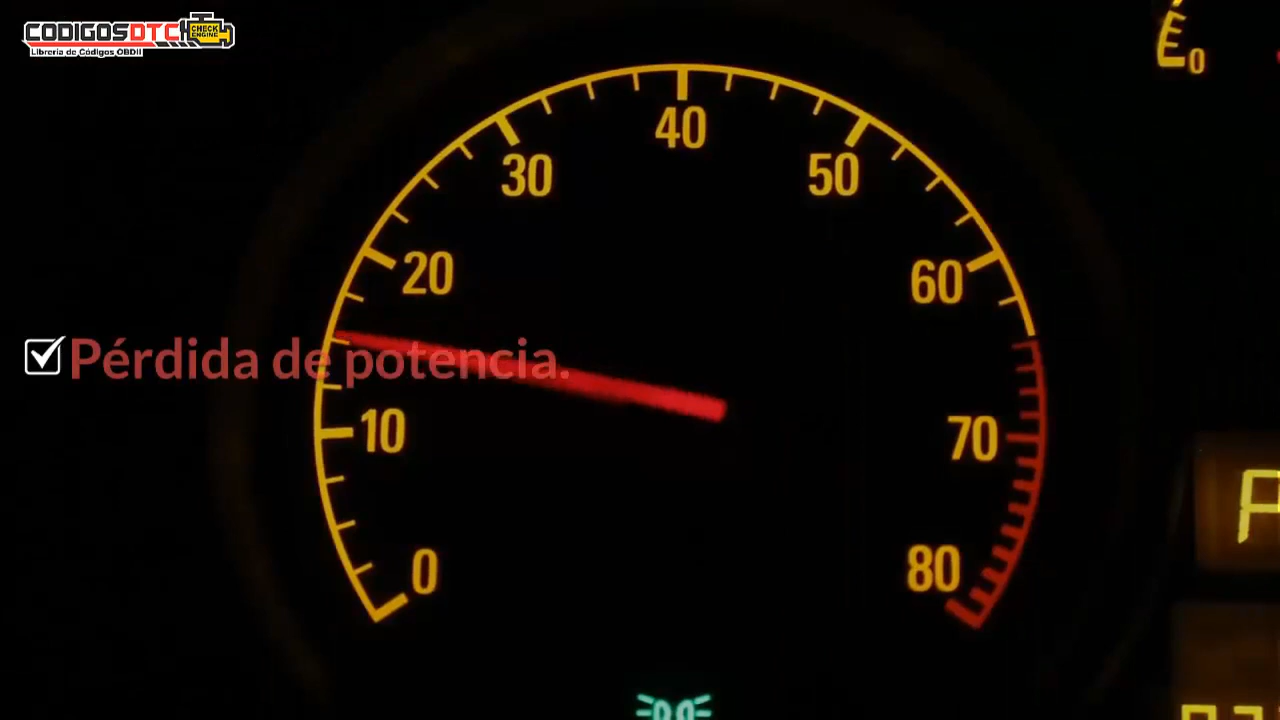 CODIGOSDTC
CHECK
ENGINE
Librería de Códigos OBDII
E0
40
30
50
20
60
Pérdida de potencia.
10
70
0
80